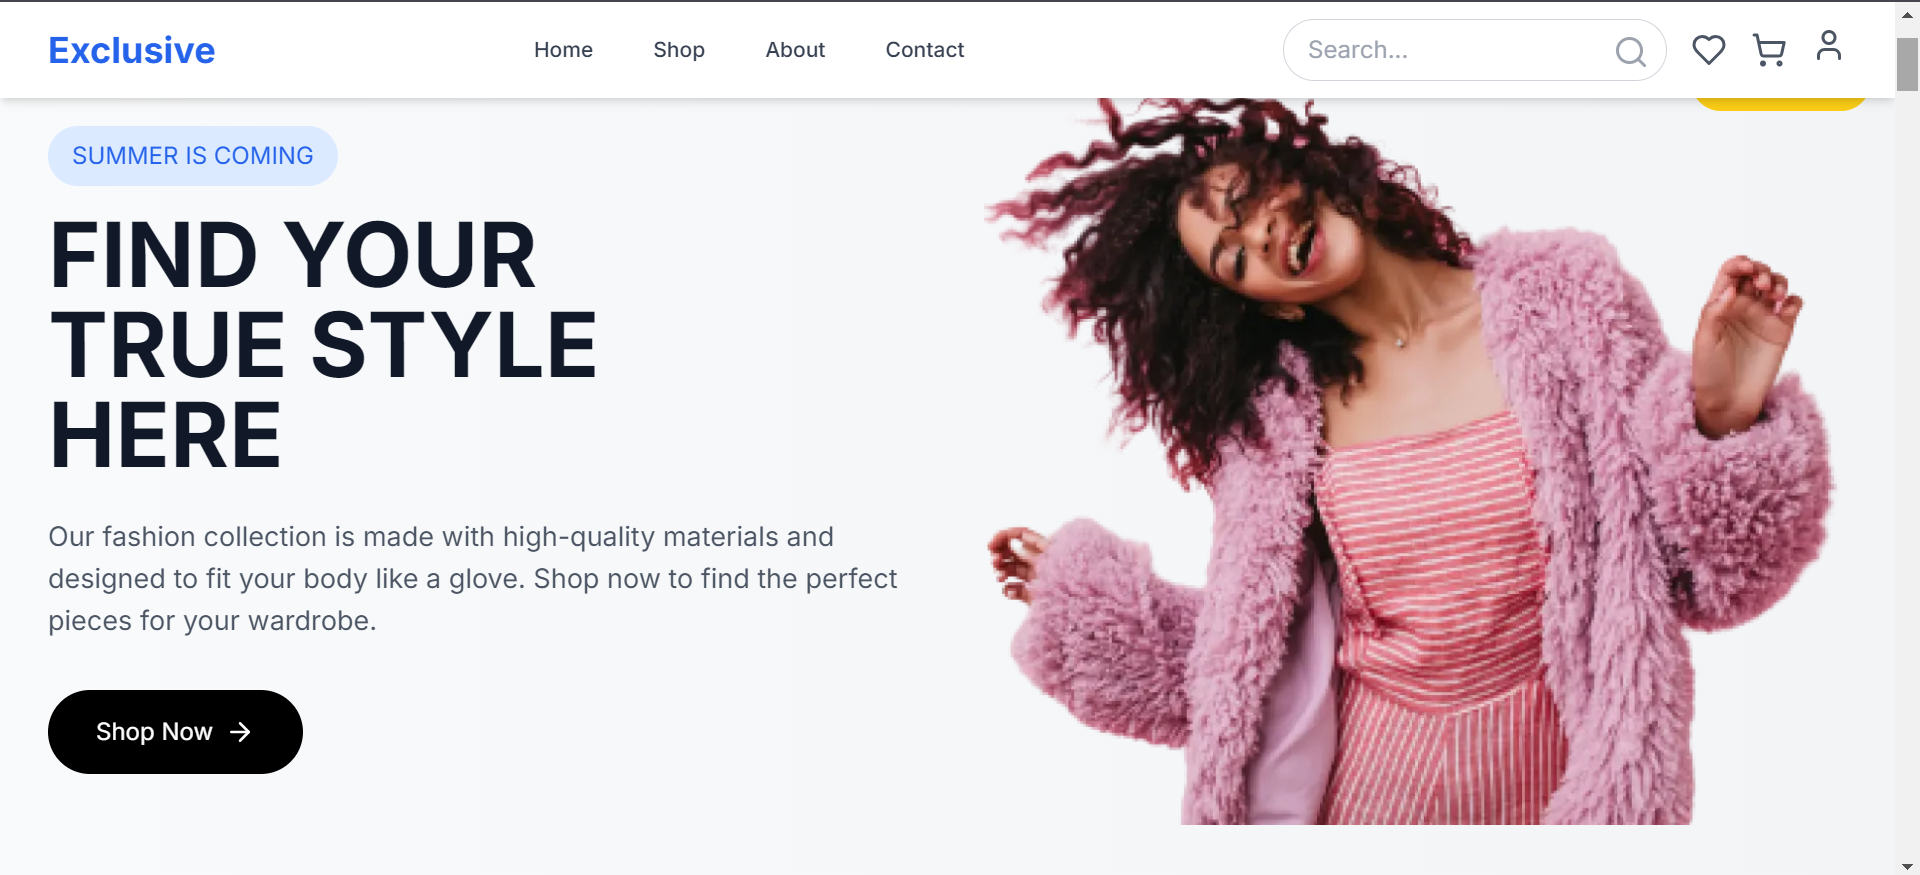 Exclusive
Home
Shop
About
Contact
Search...
SUMMER IS COMING
FIND YOUR
TRUE STYLE
HERE
Our fashion collection is made with high-quality materials and
designed to fit your body like a glove. Shop now to find the perfect
pieces for your wardrobe.
Shop Now